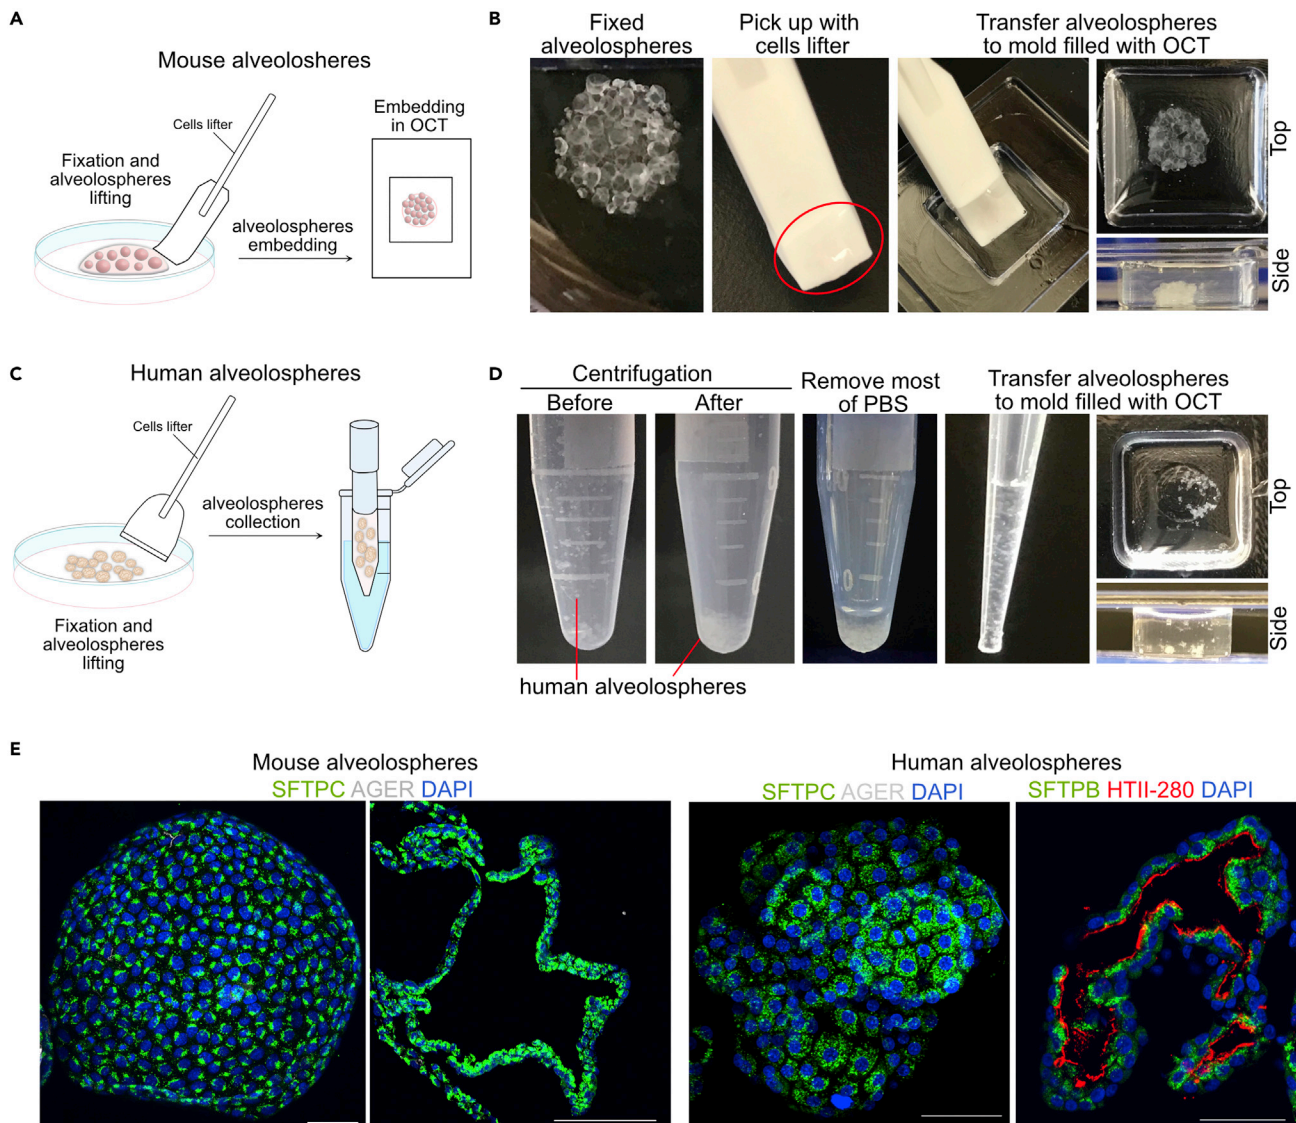 A
Mouse alveolosheres
Cells lifter
Fixation and
alveolospheres
lifting
alveolospheres
embedding
Embedding
in OCT
B
Fixed
alveolospheres
Pick up with
cells lifter
Transfer alveolospheres
to mold filled with OCT
Top
Side
C
Human alveolospheres
Cells lifter
alveolospheres
collection
Fixation and
alveolospheres
lifting
D
Centrifugation
Before
After
Remove most
of PBS
Transfer alveolospheres
to mold filled with OCT
Top
Side
human alveolospheres
E
Mouse alveolospheres
SFTPC AGER DAPI
Human alveolospheres
SFTPC AGER DAPI
SFTPB HTII-280 DAPI